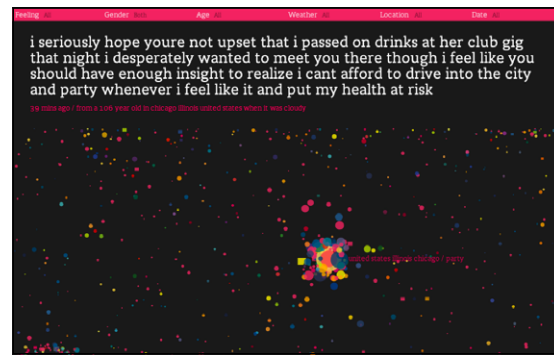 Feeling All Gender Both Age All Weather All Location All Date All
i seriously hope youre not upset that i passed on drinks at her club gig
that night i desperately wanted to meet you there though i feel like you
should have enough insight to realize i cant afford to drive into the city
and party whenever i feel like it and put my health at risk
39 mins ago / from a 106 year old in chicago illinois united states when it was cloudy
united states illinois chicago / party